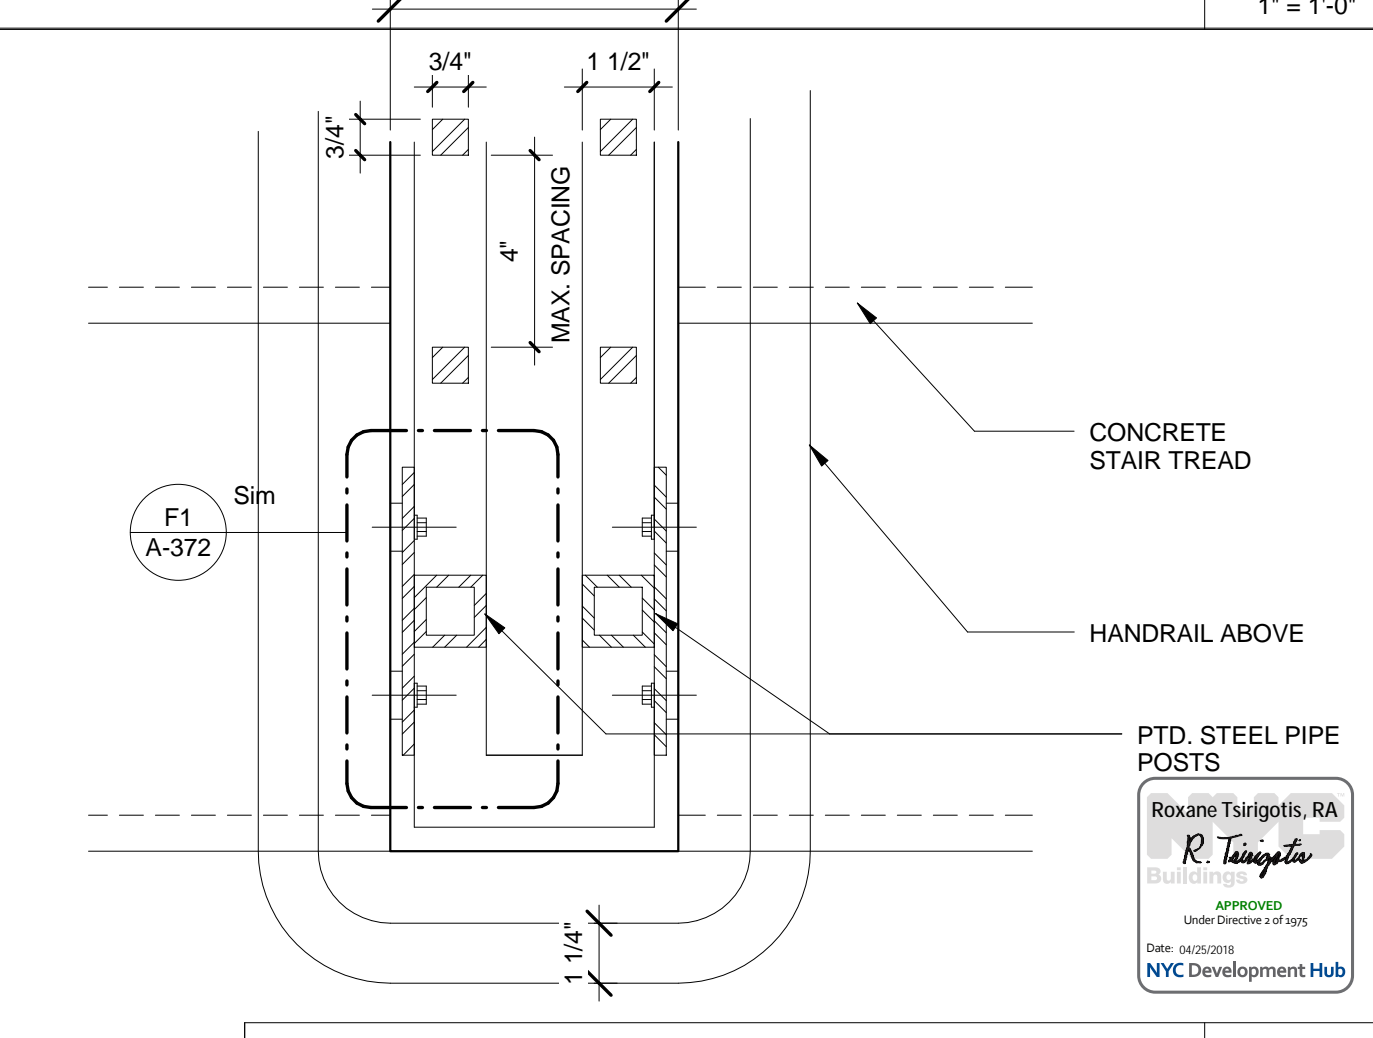 1" = 1'-0"
3/4"
1 1/2"
3/4"
4"
MAX. SPACING
CONCRETE
STAIR TREAD
Sim
F1
A-372
HANDRAIL ABOVE
PTD. STEEL PIPE
POSTS
1 1/4"
NYC
Buildings
Roxane Tsirigotis, RA
R. Tsirigotis
APPROVED
Under Directive 2 of 1975
Date: 04/25/2018
NYC Development Hub